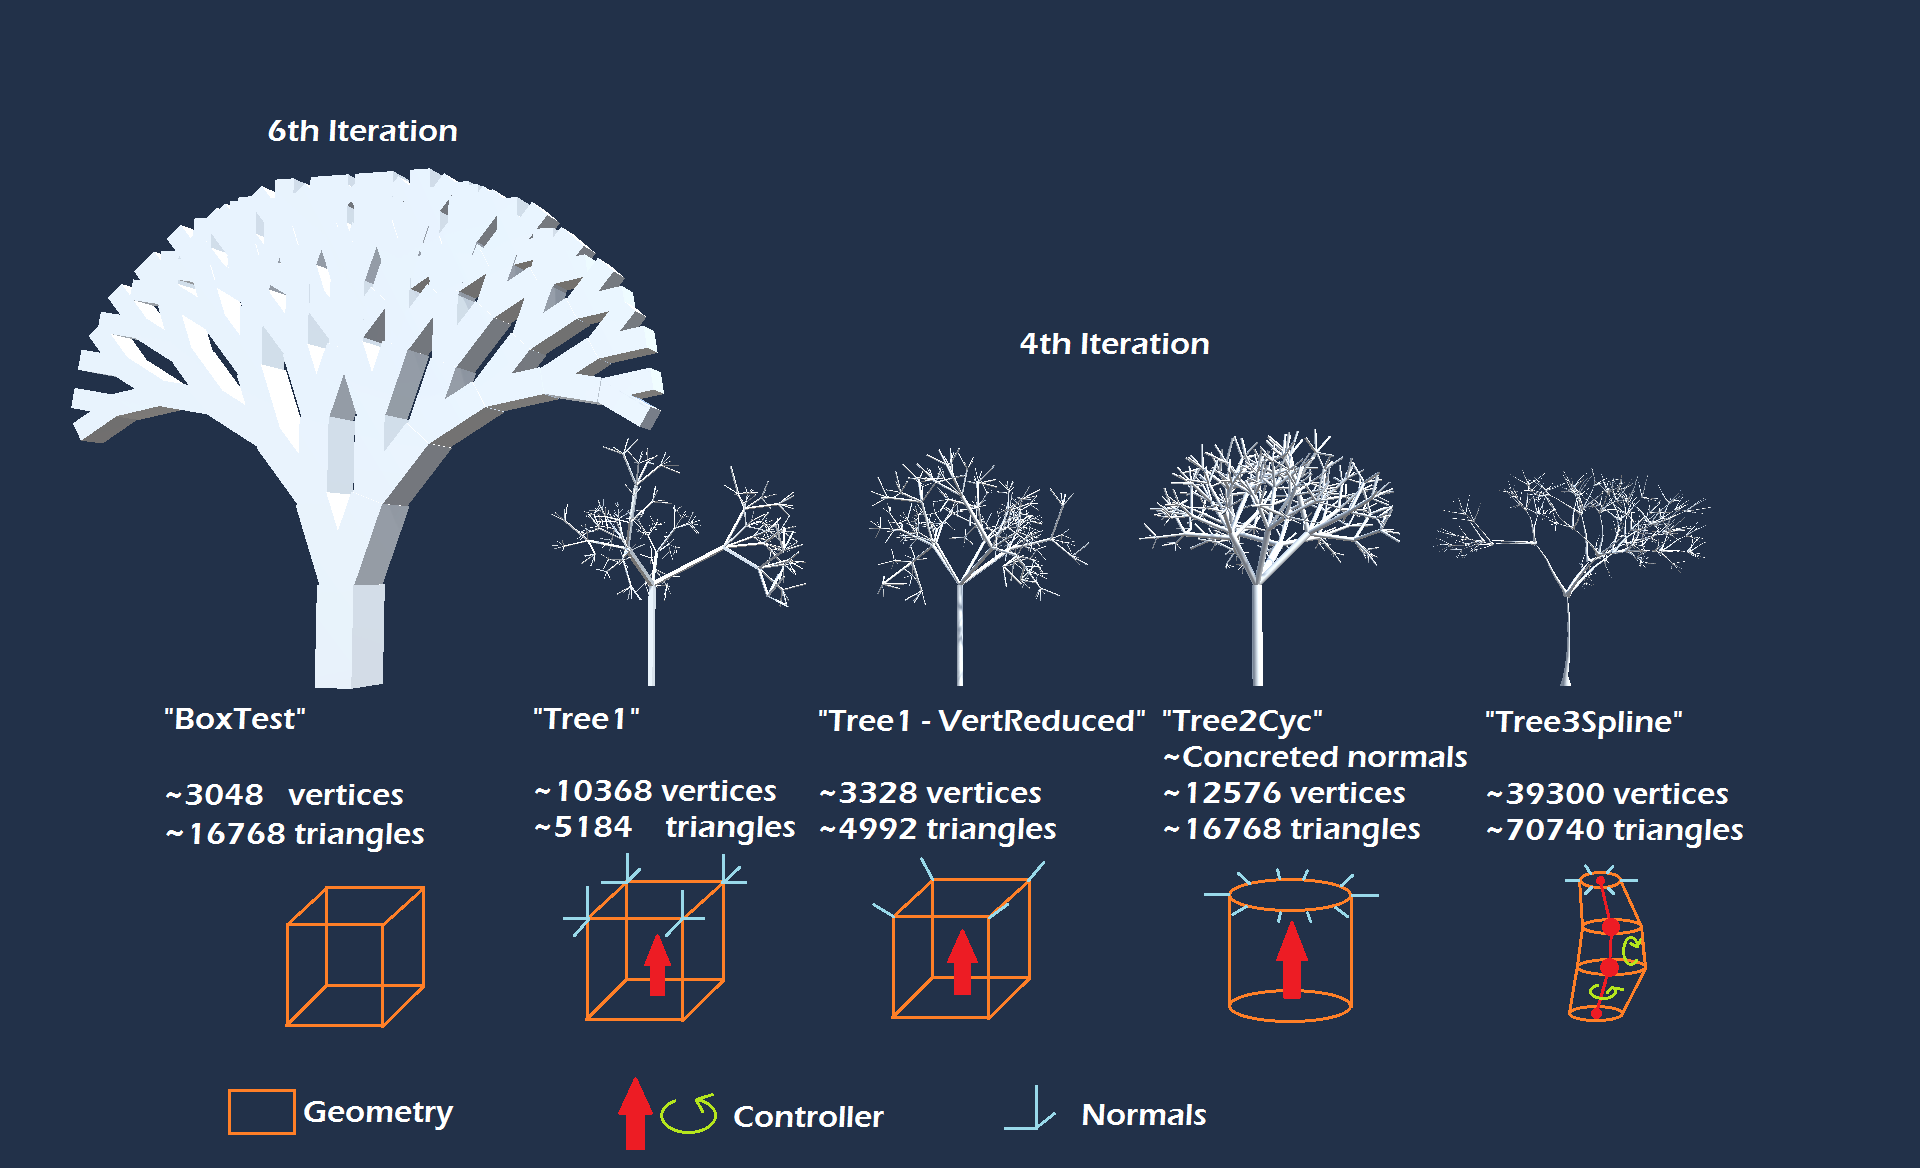 6th Iteration
4th Iteration
"BoxTest"
~3048 vertices
~16768 triangles
"Tree1"
~10368 vertices
~5184 triangles
"Tree1 - VertReduced"
~3328 vertices
~4992 triangles
"Tree2Cyc"
~Concreted normals
~12576 vertices
~16768 triangles
"Tree3Spline"
~39300 vertices
~70740 triangles
Geometry
Controller
Normals